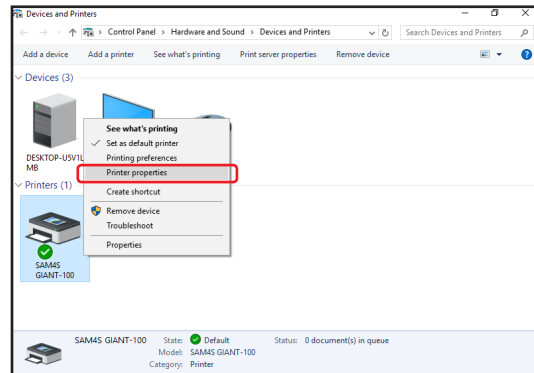 Devices and Printers
Control Panel > Hardware and Sound > Devices and Printers
Search Devices and Printers
Add a device Add a printer See what's printing Print server properties Remove device
Devices (3)
DESKTOP-U5V1L
MB
See what's printing
Set as default printer
Printing preferences
Printer properties
Create shortcut
Remove device
Troubleshoot
Properties
Printers (1)
SAM4S
GIANT-100
SAM4S GIANT-100 State: Default Status: 0 document(s) in queue
Model: SAM4S GIANT-100
Category: Printer